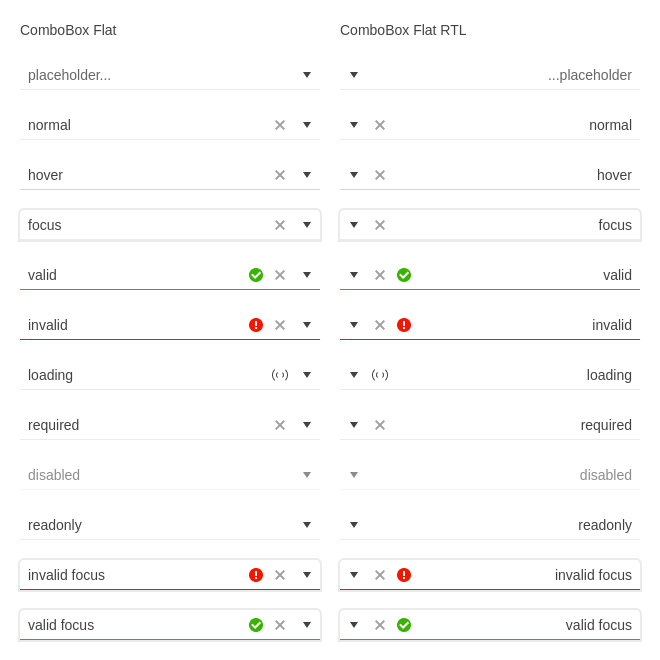 ComboBox Flat
placeholder...
normal
hover
focus
valid
invalid
loading
required
disabled
readonly
invalid focus
valid focus
ComboBox Flat RTL
...placeholder
normal
hover
focus
valid
invalid
loading
required
disabled
readonly
invalid focus
valid focus